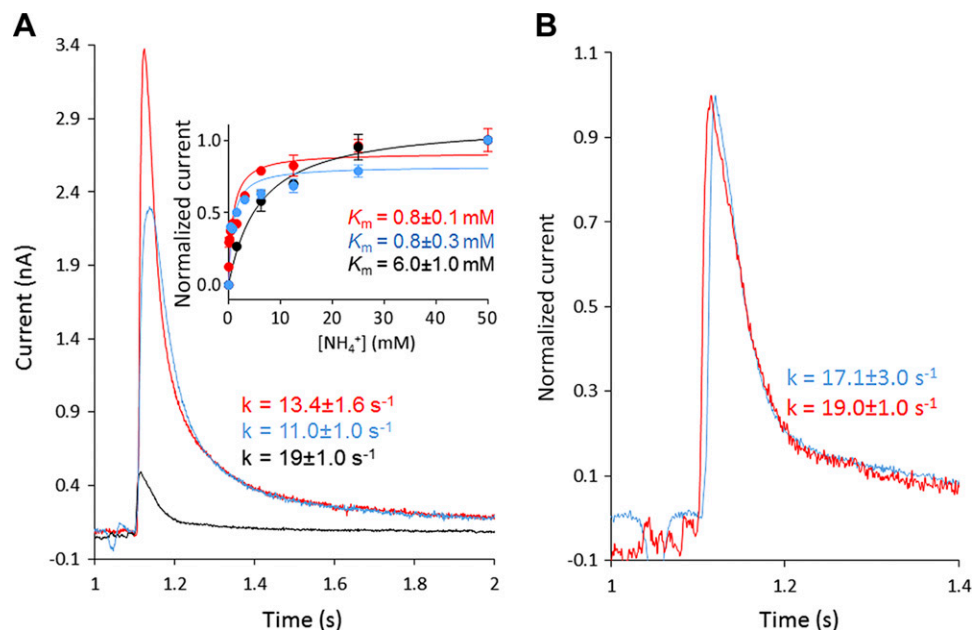 A
Current (nA)
3.4
2.9
2.4
1.9
1.4
0.9
0.4
-0.1
1
1.2
1.4
1.6
1.8
2
Time (s)
Normalized current
1.0
0.5
0.0
0
10
20
30
40
50
[NH₄⁺] (mM)
Kₘ = 0.8±0.1 mM
Kₘ = 0.8±0.3 mM
Kₘ = 6.0±1.0 mM
k = 13.4±1.6 s⁻¹
k = 11.0±1.0 s⁻¹
k = 19±1.0 s⁻¹
B
Normalized current
1.1
0.9
0.7
0.5
0.3
0.1
-0.1
1
1.2
1.4
Time (s)
k = 17.1±3.0 s⁻¹
k = 19.0±1.0 s⁻¹